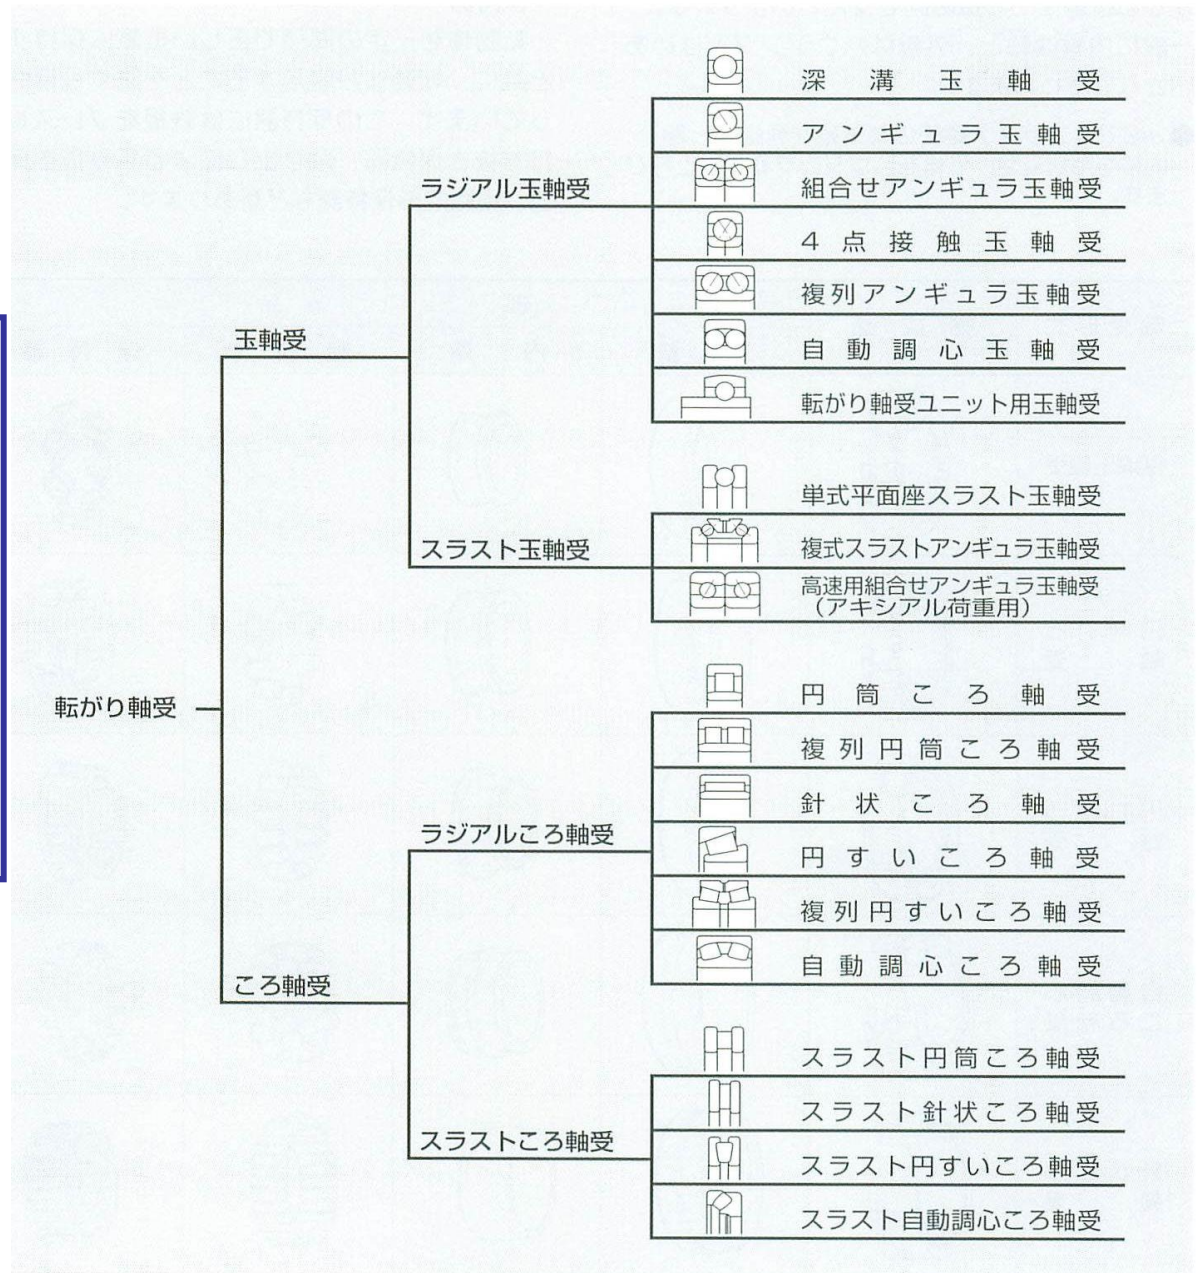 深溝玉軸受
アンギュラ玉軸受
組合せアンギュラ玉軸受
4点接触玉軸受
複列アンギュラ玉軸受
自動調心玉軸受
転がり軸受ユニット用玉軸受
ラジアル玉軸受
玉軸受
単式平面座スラスト玉軸受
複式スラストアンギュラ玉軸受
高速用組合せアンギュラ玉軸受
（アキシアル荷重用）
スラスト玉軸受
転がり軸受
円筒ころ軸受
複列円筒ころ軸受
針状ころ軸受
円すいころ軸受
複列円すいころ軸受
自動調心ころ軸受
ラジアルころ軸受
ころ軸受
スラスト円筒ころ軸受
スラスト針状ころ軸受
スラスト円すいころ軸受
スラスト自動調心ころ軸受
スラストころ軸受